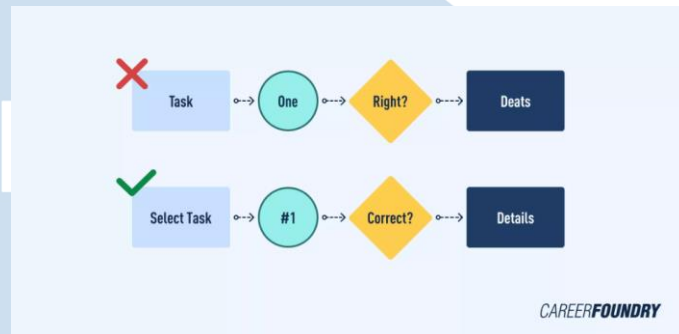 Task
One
Right?
Deats
Select Task
#1
Correct?
Details
CAREERFOUNDRY